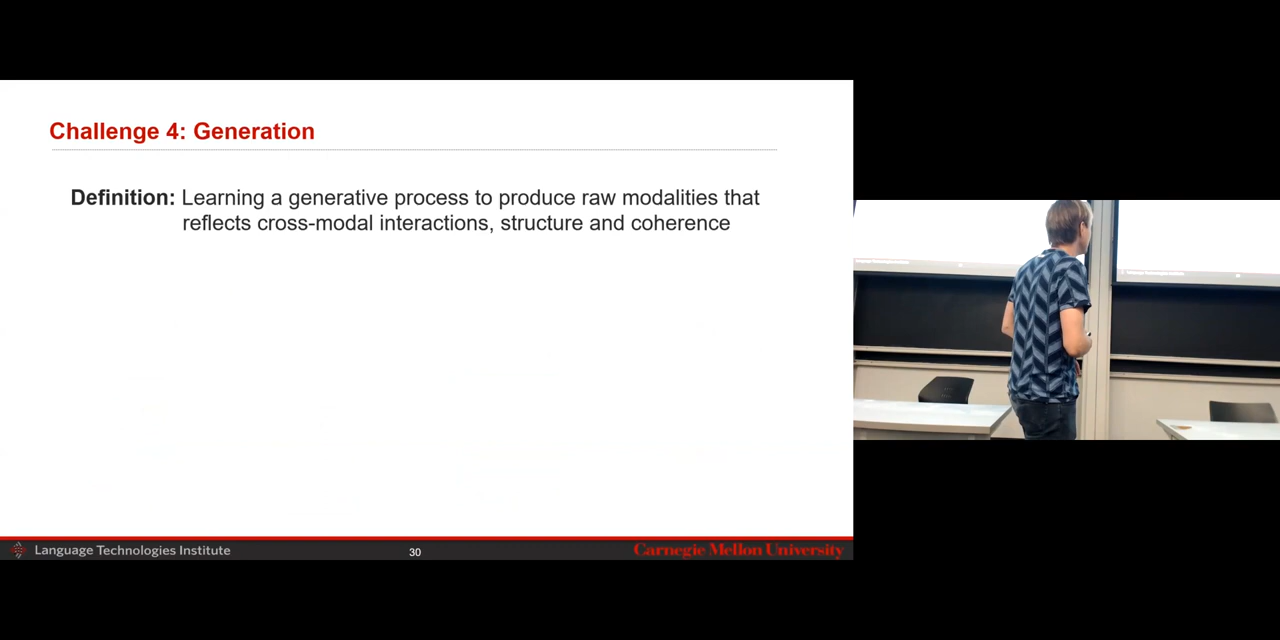 Challenge 4: Generation
Definition: Learning a generative process to produce raw modalities that
reflects cross-modal interactions, structure and coherence
Language Technologies Institute
30
Carnegie Mellon University